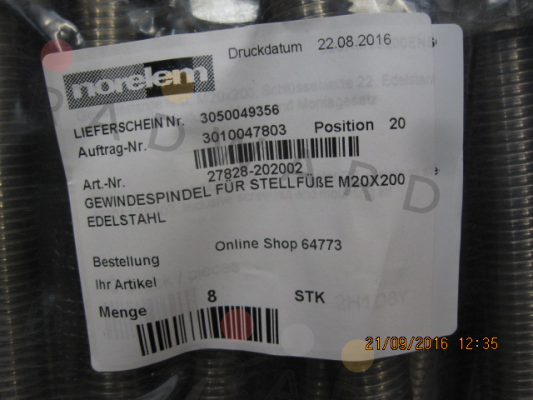 Druckdatum 22.08.2016
norelem
LIEFERSCHEIN Nr. 3050049356
Auftrag-Nr. 3010047803 Position 20
Art.-Nr. 27828-202002
GEWINDESPINDEL FÜR STELLFÜßE M20X200
EDELSTAHL
Bestellung Online Shop 64773
Ihr Artikel
Menge 8 STK
21/09/2016 12:35